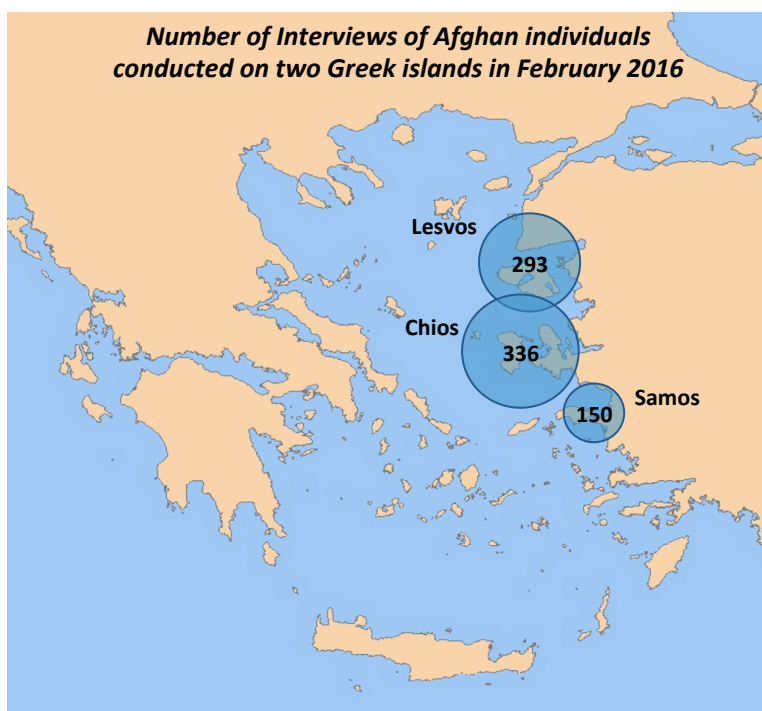 Number of Interviews of Afghan individuals
conducted on two Greek islands in February 2016
Lesvos
293
Chios
336
Samos
150